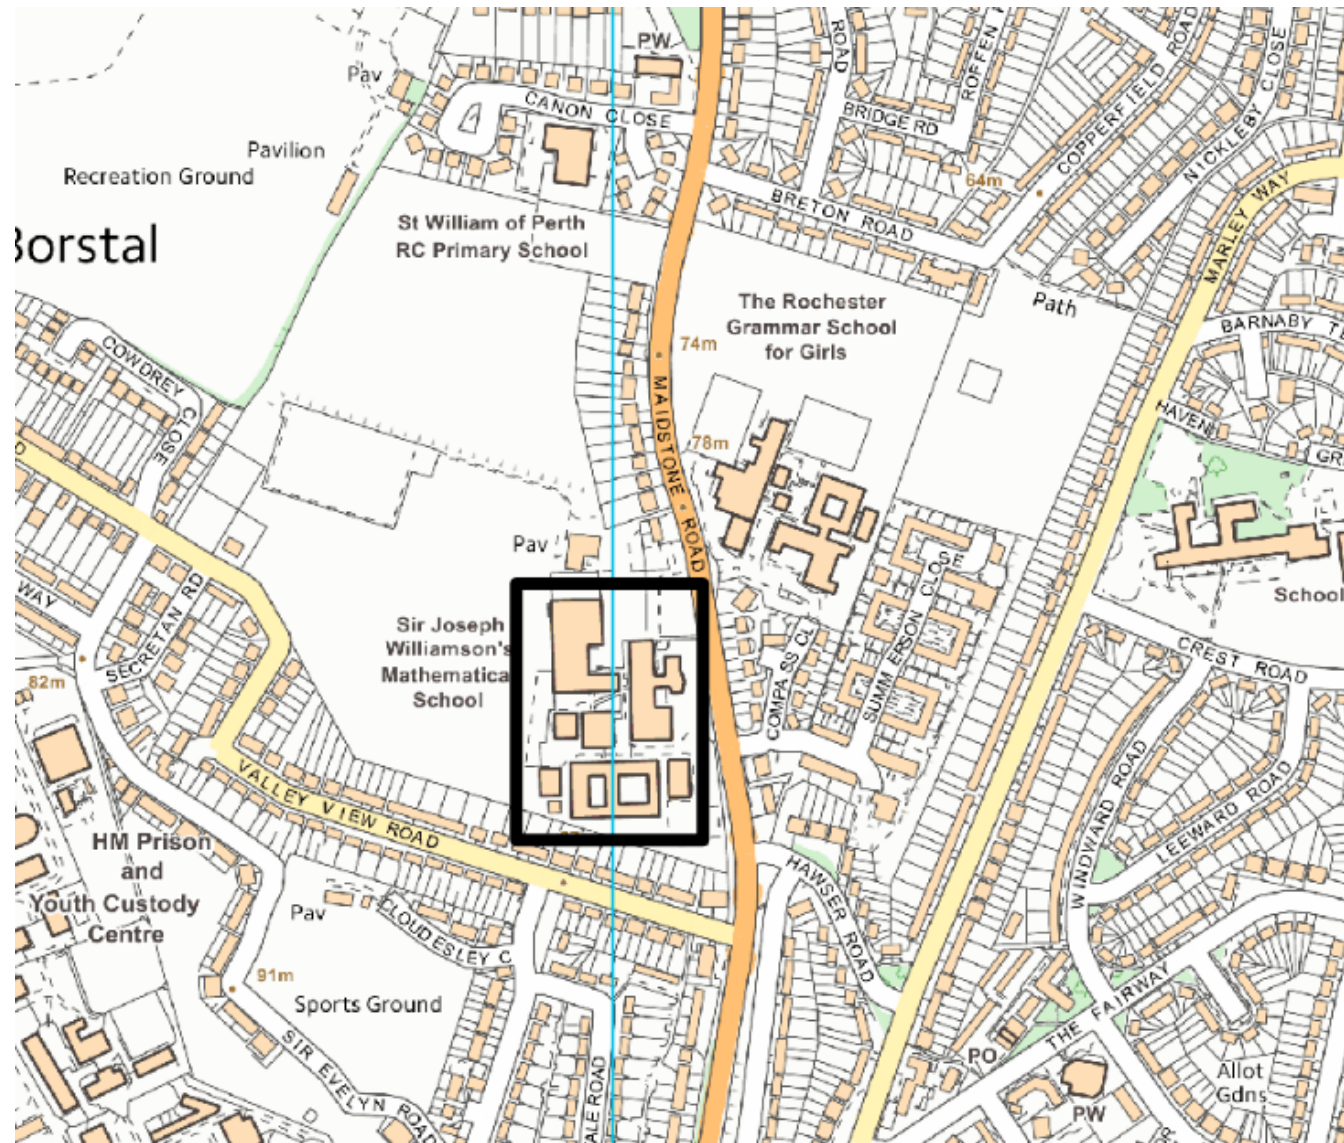 PW
Pav
CANON CLOSE
ROAD
ROAD
BRIDGE RD
COPPERFIELD
NICKLEBY CLOSE
Pavilion
Recreation Ground
64m
MARLEY WAY
BRETON ROAD
St William of Perth
RC Primary School
Borstal
The Rochester
Grammar School
for Girls
Path
BARNABY
74m
COWDREY CLOSE
MAIDSTONE ROAD
78m
Pav
SECRETAN RD
WAY
Sir Joseph
Williamson's
Mathematica
School
82m
COMPASS CL
SUMMERSON CLOSE
School
CREST ROAD
VALLEY VIEW ROAD
WINDWARD ROAD
LEEWARD ROAD
HM Prison
and
Youth Custody
Centre
HAWSER ROAD
Pav
CLOUDESLEY C
91m
Sports Ground
THE FAIRWAY
SIR EVELYN ROAD
PO
Allot
Gdns
PW
ALE ROAD